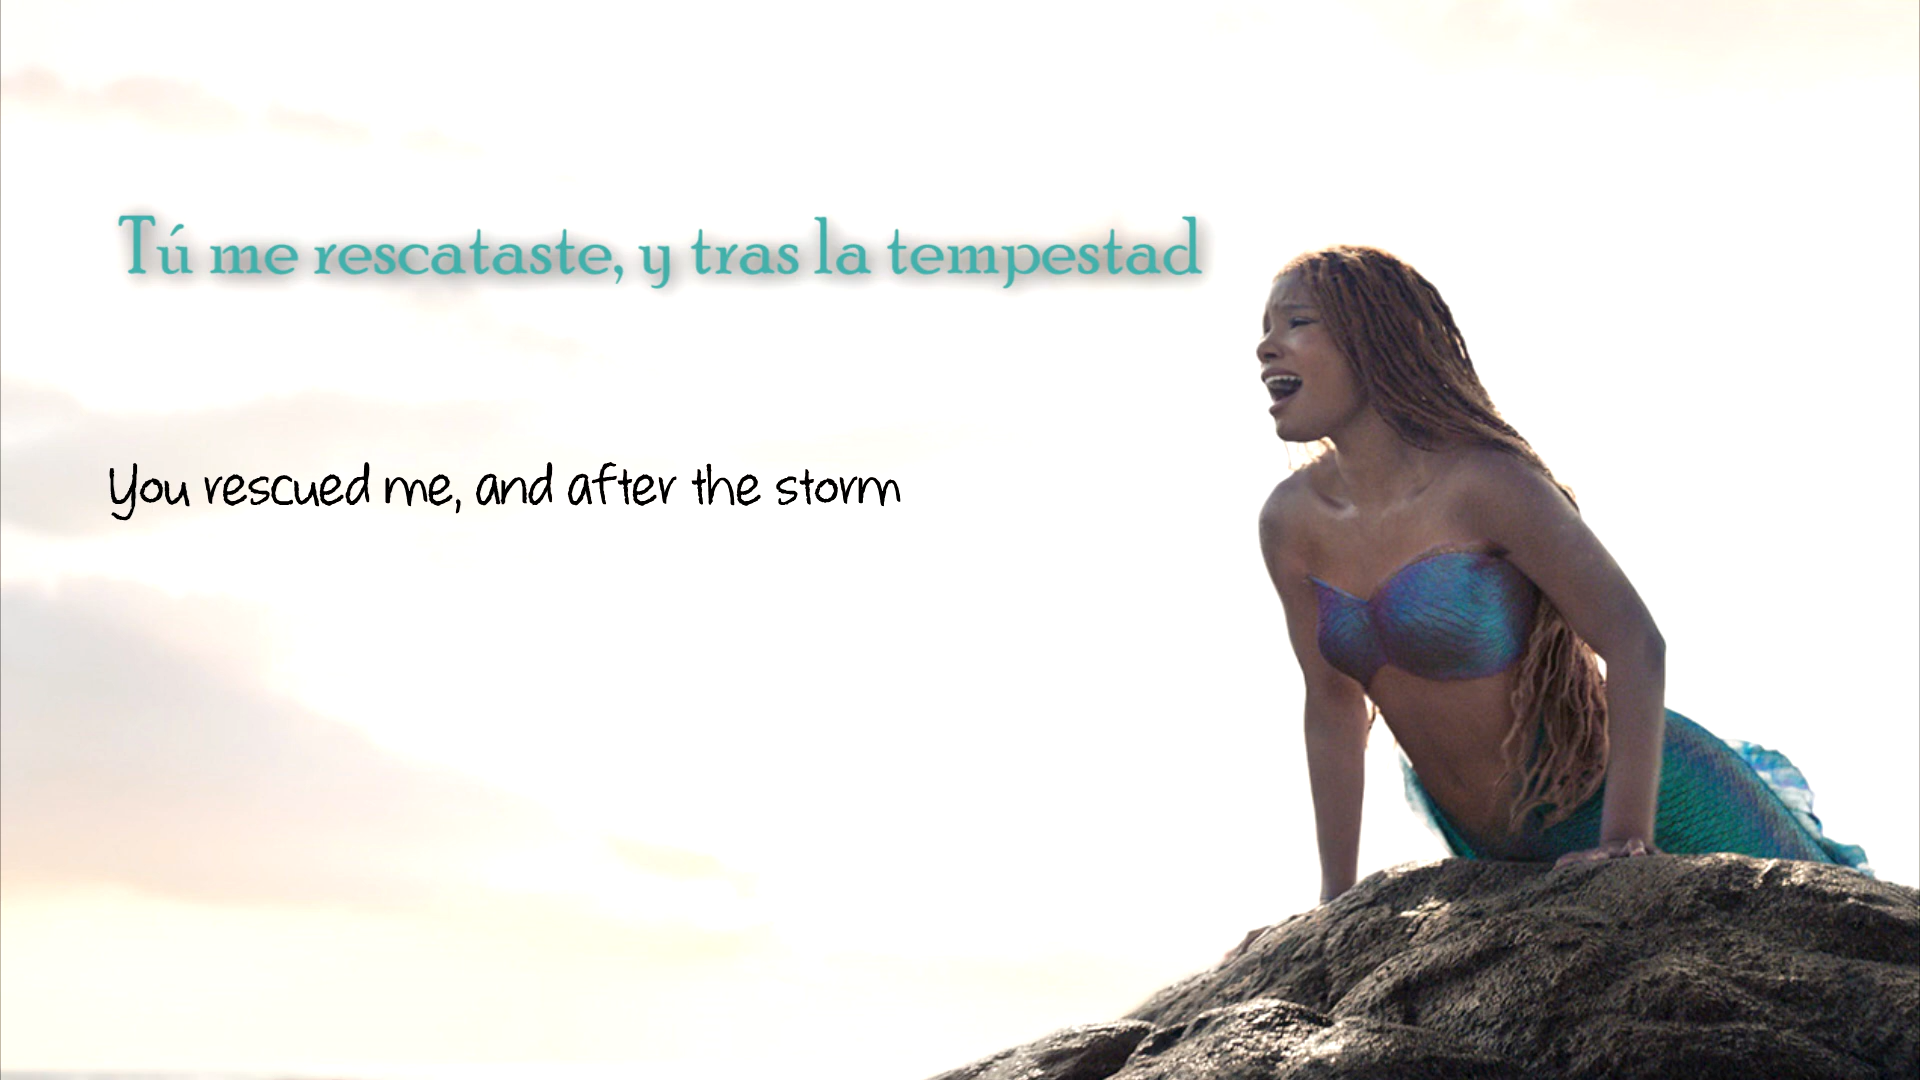 Tú me rescataste, y tras la tempestad
You rescued me, and after the storm